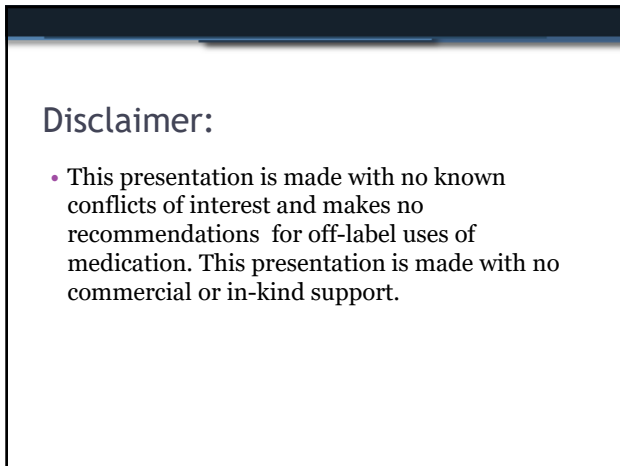 Disclaimer:
• This presentation is made with no known
conflicts of interest and makes no
recommendations for off-label uses of
medication. This presentation is made with no
commercial or in-kind support.